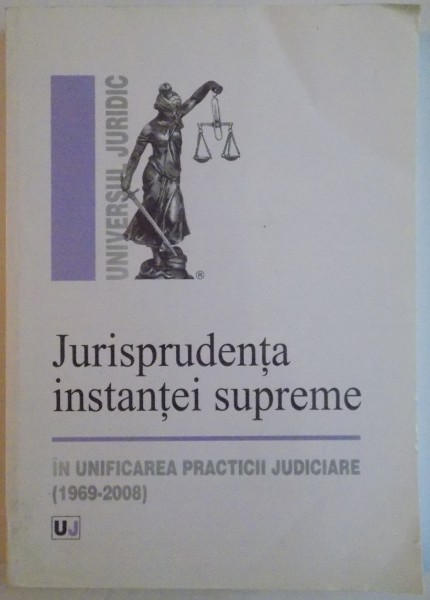 UNIVERSUL JURIDIC
®
Jurisprudența
instanței supreme
ÎN UNIFICAREA PRACTICII JUDICIARE
(1969-2008)
UJ